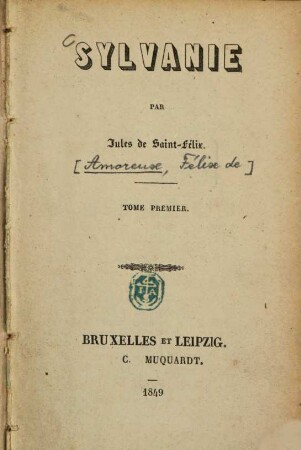 SYLVANIE
PAR
Jules de Saint-Félix.
[Amoreux, Félix de]
TOME PREMIER.
BRUXELLES ET LEIPZIG.
C. MUQUARDT.
1849